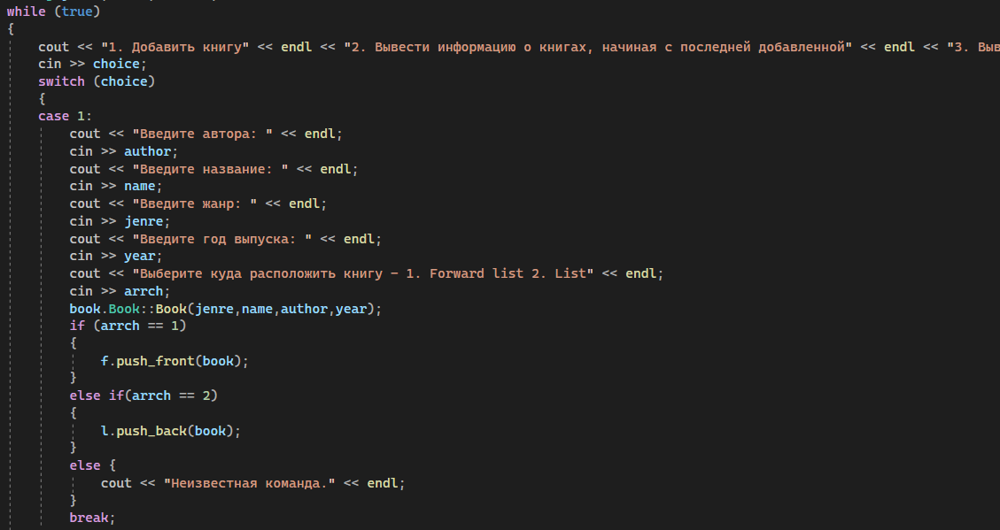 while (true)
{
cout << "1. Добавить книгу" << endl << "2. Вывести информацию о книгах, начиная с последней добавленной" << endl << "3.
cin >> choice;
switch (choice)
{
case 1:
cout << "Введите автора: " << endl;
cin >> author;
cout << "Введите название: " << endl;
cin >> name;
cout << "Введите жанр: " << endl;
cin >> jenre;
cout << "Введите год выпуска: " << endl;
cin >> year;
cout << "Выберите куда расположить книгу - 1. Forward list 2. List" << endl;
cin >> arrch;
book.Book::Book(jenre,name,author,year);
if (arrch == 1)
{
f.push_front(book);
}
else if(arrch == 2)
{
l.push_back(book);
}
else {
cout << "Неизвестная команда." << endl;
}
break;